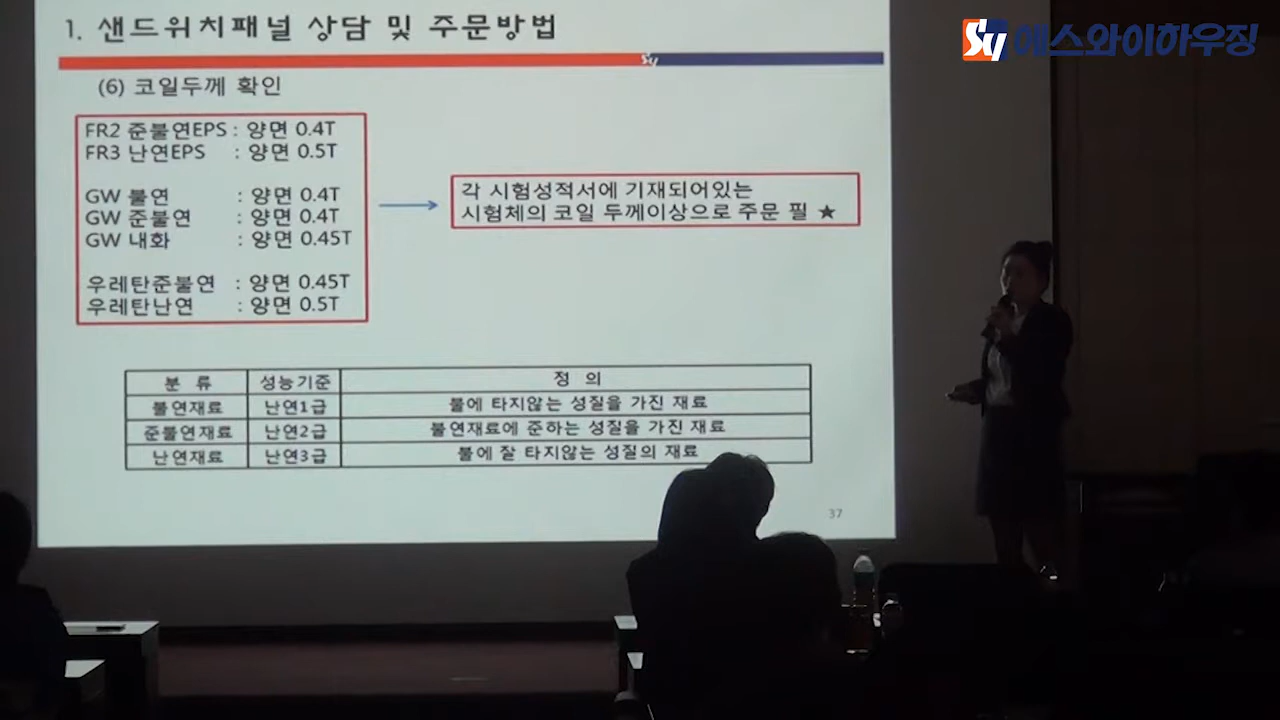 1. 샌드위치패널 상담 및 주문방법
sy 에스와이하우징
sy
(6) 코일두께 확인
FR2 준불연EPS : 양면 0.4T
FR3 난연EPS : 양면 0.5T
GW 불연 : 양면 0.4T
GW 준불연 : 양면 0.4T
GW 내화 : 양면 0.45T
우레탄준불연 : 양면 0.45T
우레탄난연 : 양면 0.5T
각 시험성적서에 기재되어있는
시험체의 코일 두께이상으로 주문 필 ★
분 류 성능기준 정 의
불연재료 난연1급 불에 타지않는 성질을 가진 재료
준불연재료 난연2급 불연재료에 준하는 성질을 가진 재료
난연재료 난연3급 불에 잘 타지않는 성질의 재료
37